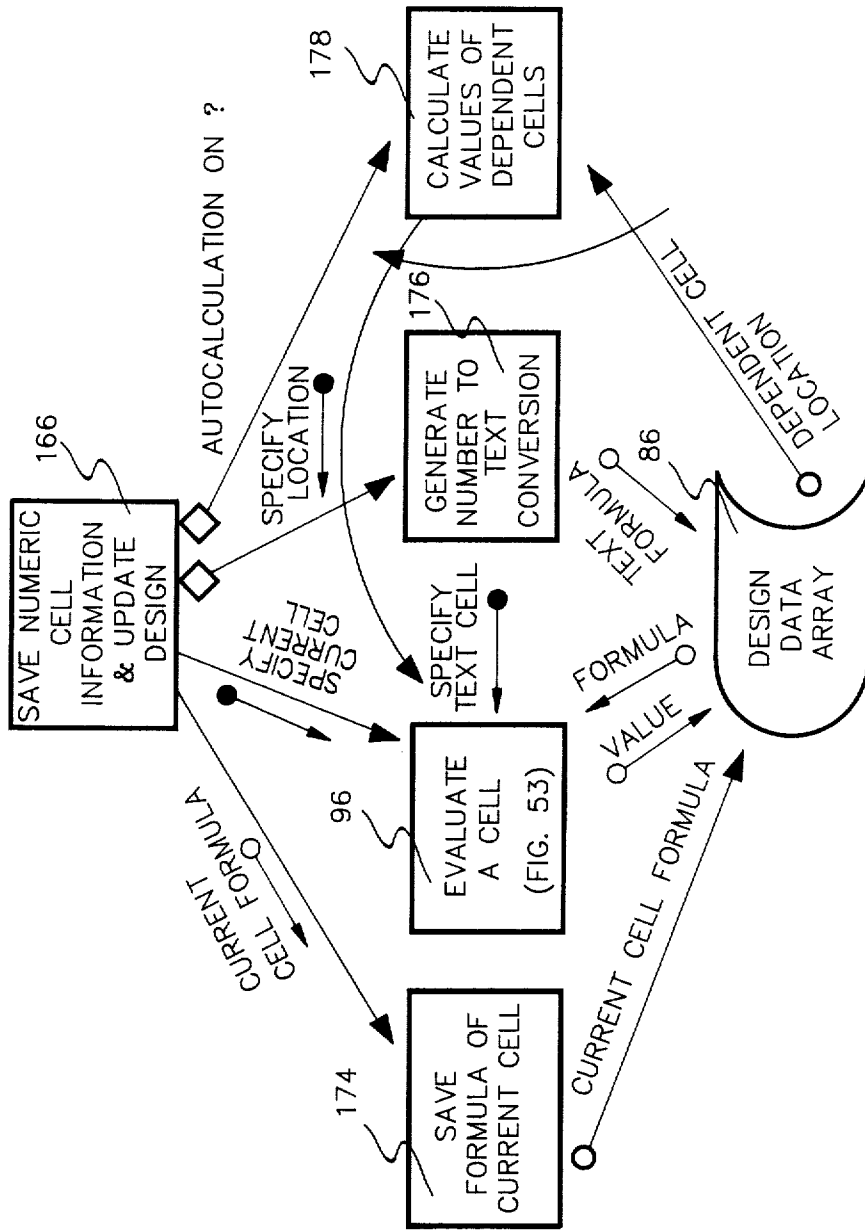 SAVE NUMERIC
CELL
INFORMATION
& UPDATE
DESIGN
166
AUTOCALCULATION ON ?
CURRENT FORMULA
CELL FORMULA
SPECIFY
CURRENT
CELL
SPECIFY
LOCATION
174
SAVE
FORMULA OF
CURRENT CELL
96
EVALUATE
A CELL
(FIG. 53)
SPECIFY
TEXT CELL
176
GENERATE
NUMBER TO
TEXT
CONVERSION
178
CALCULATE
VALUES OF
DEPENDENT
CELLS
CURRENT CELL FORMULA
VALUE
FORMULA
TEXT
FORMULA
86
DEPENDENT CELL
LOCATION
DESIGN
DATA
ARRAY